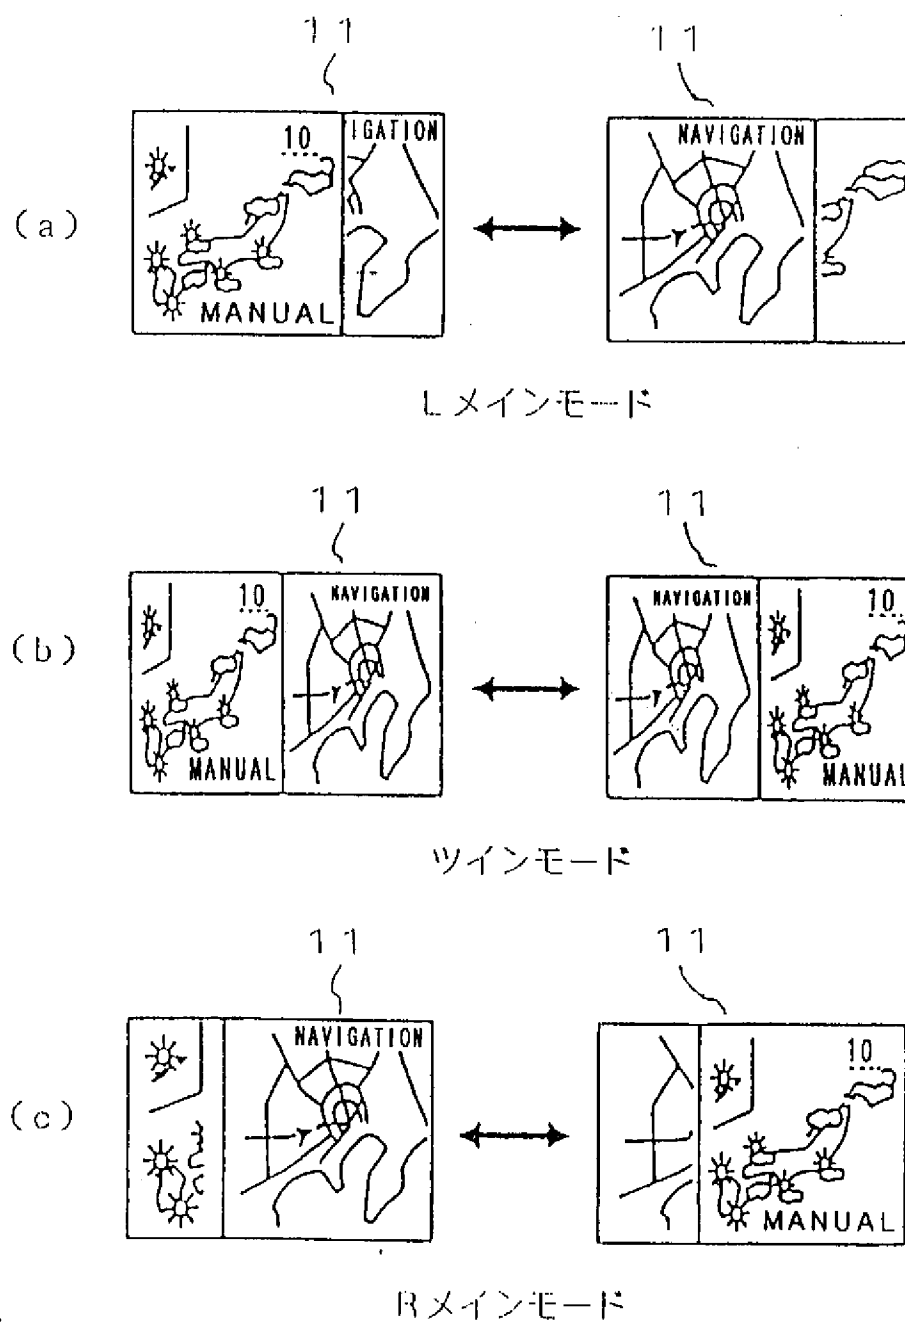 11 11
10 IGATION NAVIGATION
(a)
MANUAL
Lメインモード
11 11
10 NAVIGATION NAVIGATION 10
(b)
MANUAL MANUAL
ツインモード
11 11
NAVIGATION 10
(c)
MANUAL
Rメインモード